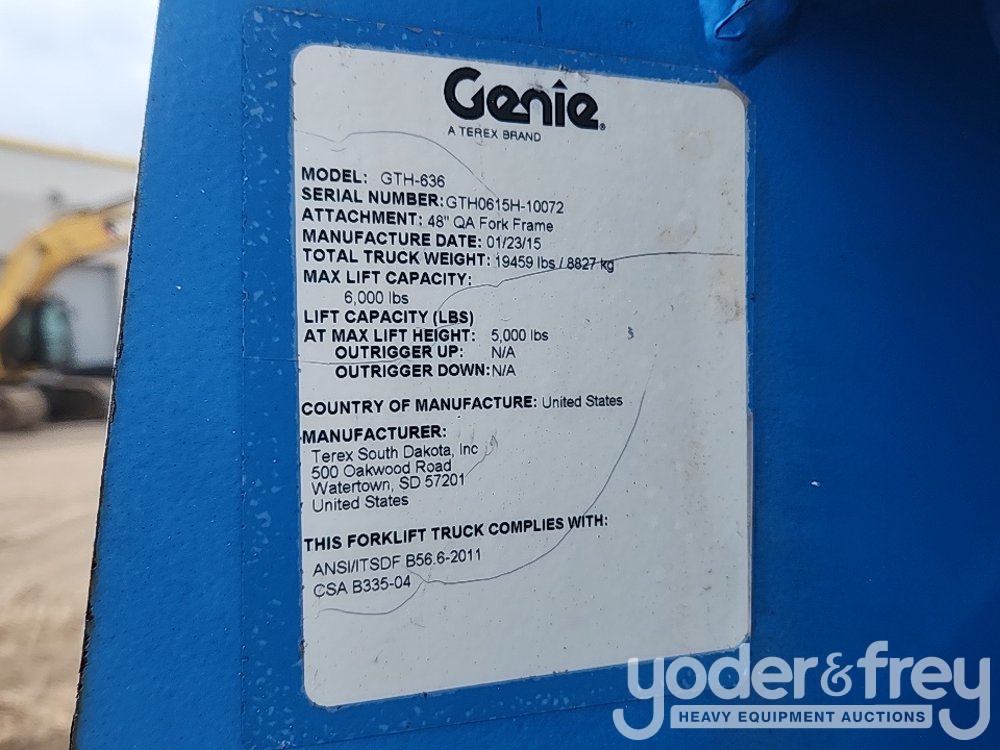 Genie®
A TEREX BRAND
MODEL: GTH-636
SERIAL NUMBER: GTH0615H-10072
ATTACHMENT: 48" QA Fork Frame
MANUFACTURE DATE: 01/23/15
TOTAL TRUCK WEIGHT: 19459 lbs / 8827 kg
MAX LIFT CAPACITY:
6,000 lbs
LIFT CAPACITY (LBS)
AT MAX LIFT HEIGHT: 5,000 lbs
OUTRIGGER UP: N/A
OUTRIGGER DOWN: N/A
COUNTRY OF MANUFACTURE: United States
MANUFACTURER:
Terex South Dakota, Inc
500 Oakwood Road
Watertown, SD 57201
United States
THIS FORKLIFT TRUCK COMPLIES WITH:
ANSI/ITSDF B56.6-2011
CSA B335-04
yoder&frey
HEAVY EQUIPMENT AUCTIONS